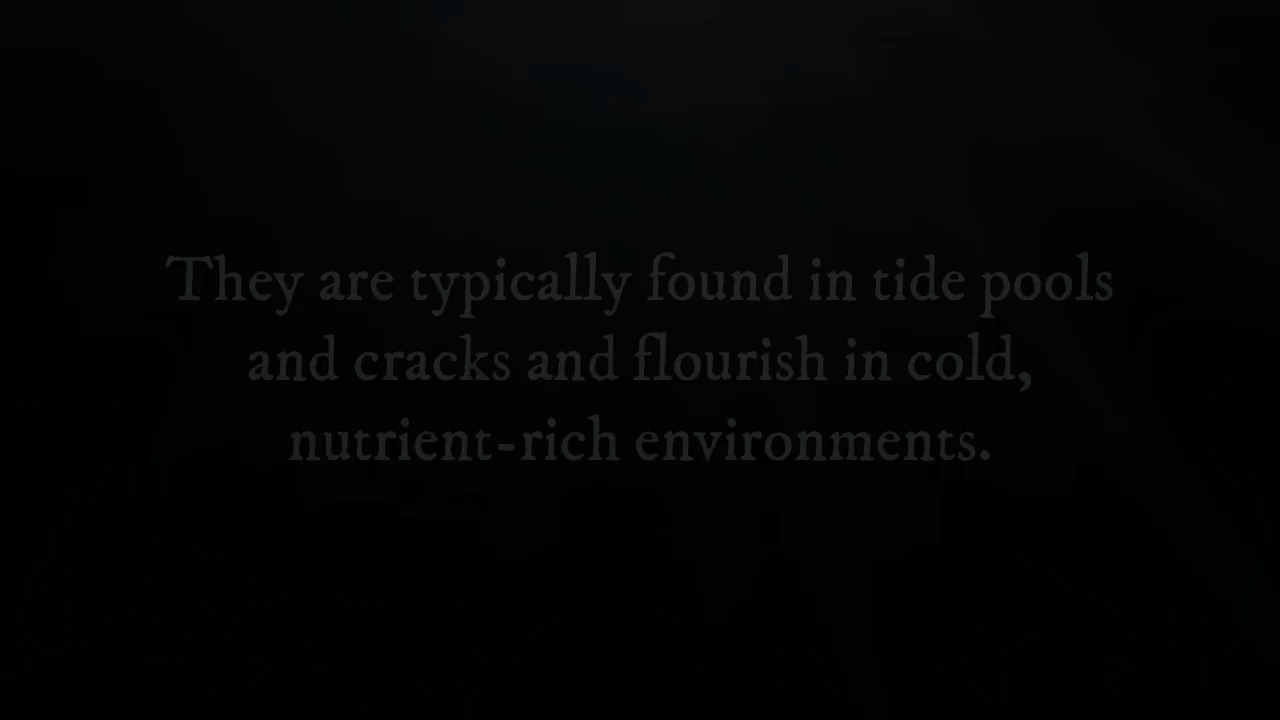 They are typically found in tide pools
and cracks and flourish in cold,
nutrient-rich environments.